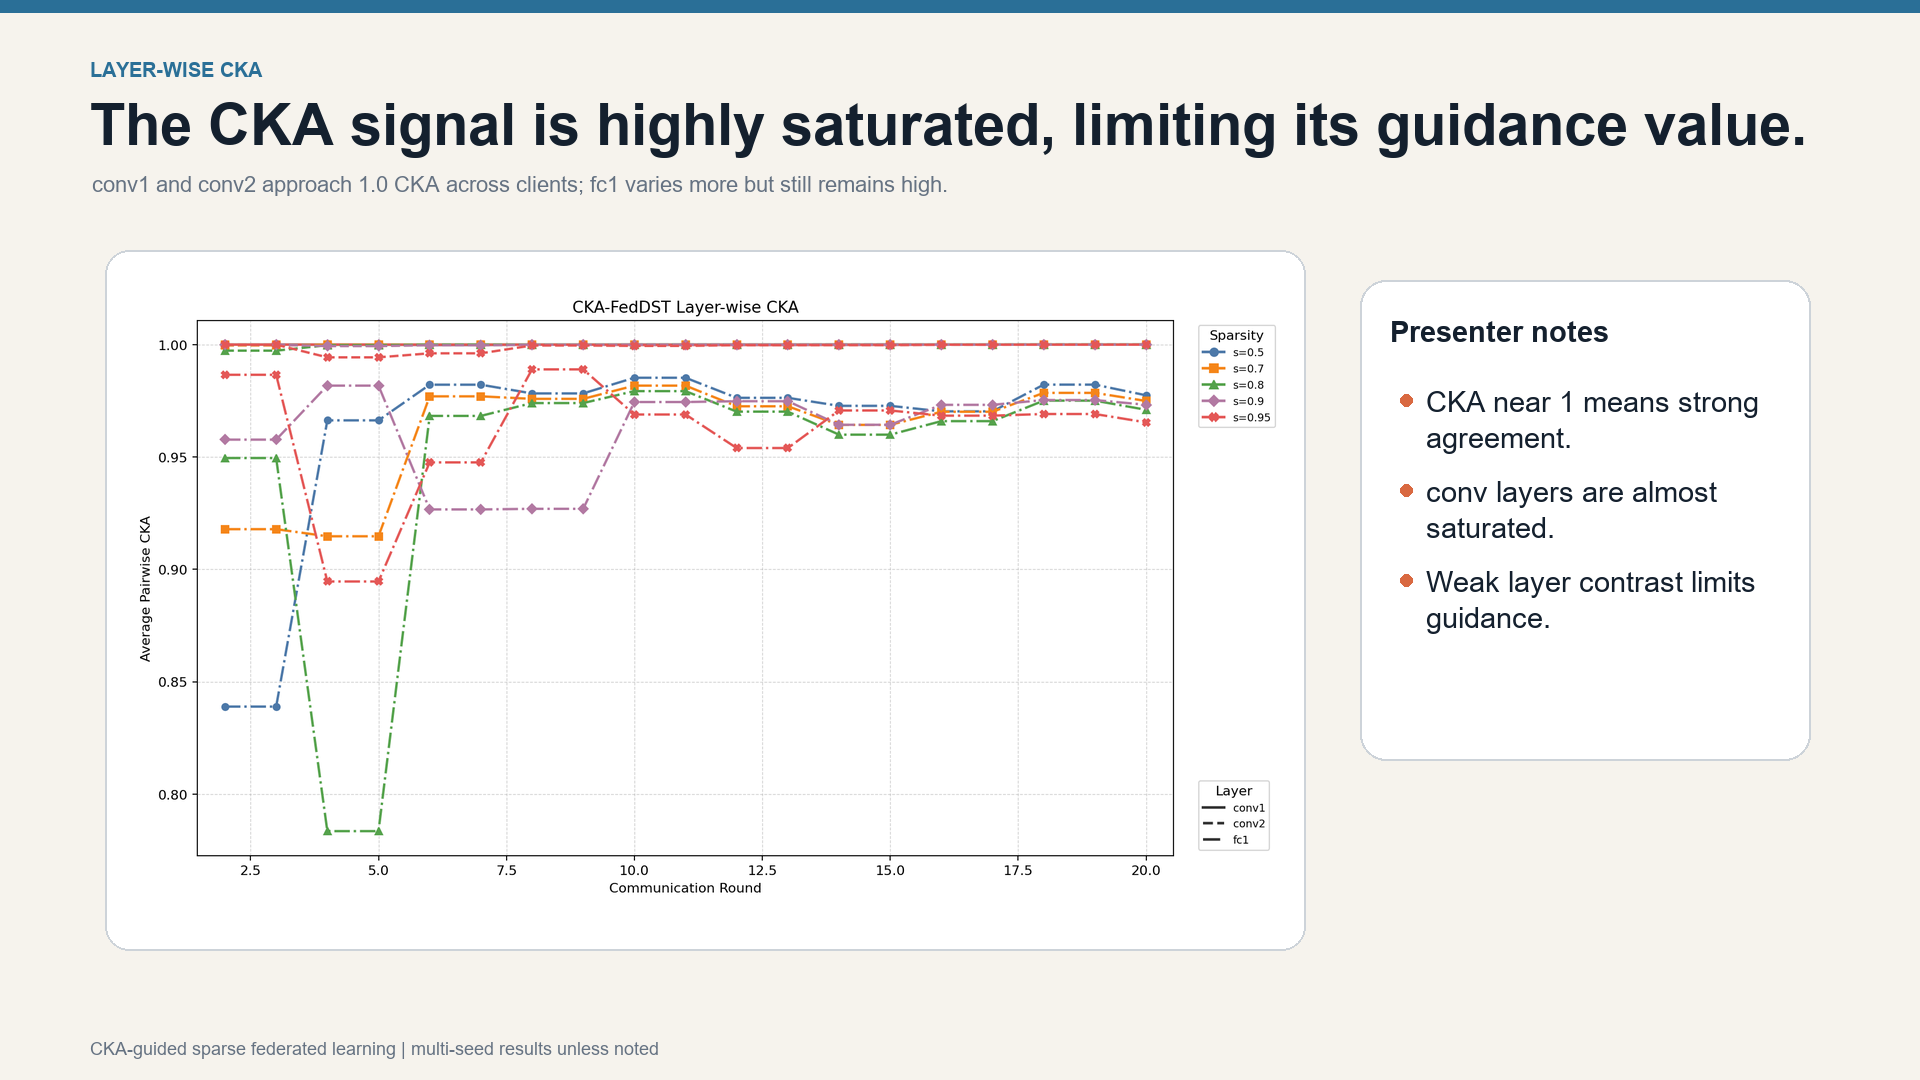 LAYER-WISE CKA
The CKA signal is highly saturated, limiting its guidance value.
conv1 and conv2 approach 1.0 CKA across clients; fc1 varies more but still remains high.
CKA-FedDST Layer-wise CKA
1.00
0.95
0.90
0.85
0.80
Average Pairwise CKA
2.5 5.0 7.5 10.0 12.5 15.0 17.5 20.0
Communication Round
Sparsity
s=0.5
s=0.7
s=0.8
s=0.9
s=0.95
Layer
conv1
conv2
fc1
Presenter notes
CKA near 1 means strong
agreement.
conv layers are almost
saturated.
Weak layer contrast limits
guidance.
CKA-guided sparse federated learning | multi-seed results unless noted